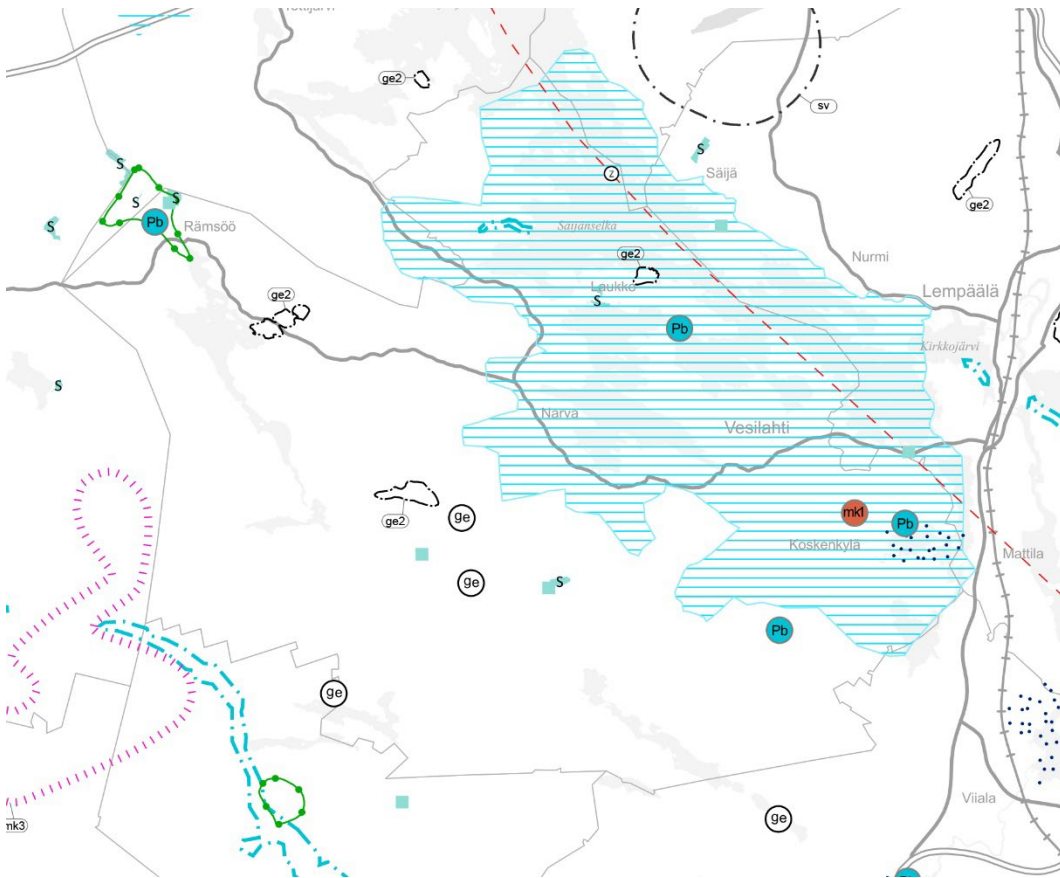 ge2
sv
S
S
Säijä
S
S
z
ge2
S
Pb
Rämsöö
Saijanselka
Nurmi
ge2
ge2
Laukko
S
Lempäälä
Pb
Kirkkojärvi
S
Narva
Vesilahti
ge2
ge
mk1
Pb
Koskenkylä
Mattila
ge
S
Pb
ge
Viiala
ge
mk3